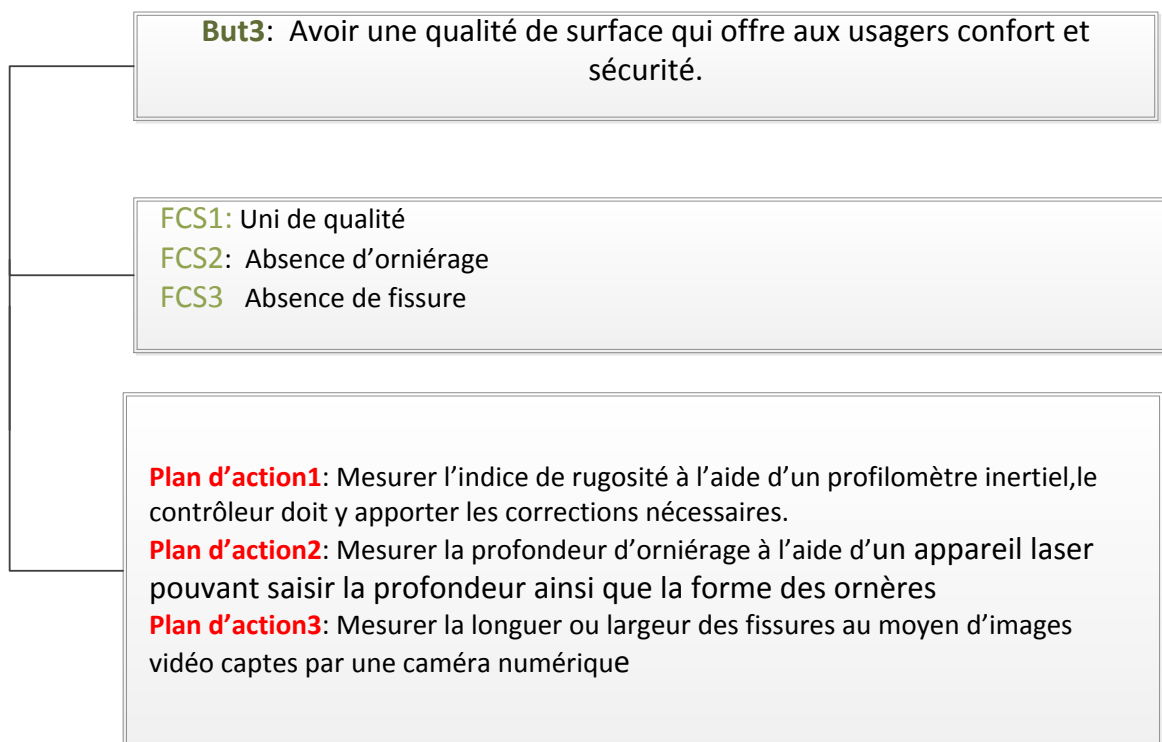 But3: Avoir une qualité de surface qui offre aux usagers confort et
sécurité.
FCS1: Uni de qualité
FCS2: Absence d’orniérage
FCS3 Absence de fissure
Plan d’action1: Mesurer l’indice de rugosité à l’aide d’un profilomètre inertiel,le
contrôleur doit y apporter les corrections nécessaires.
Plan d’action2: Mesurer la profondeur d’orniérage à l’aide d’un appareil laser
pouvant saisir la profondeur ainsi que la forme des ornères
Plan d’action3: Mesurer la longuer ou largeur des fissures au moyen d’images
vidéo captes par une caméra numérique